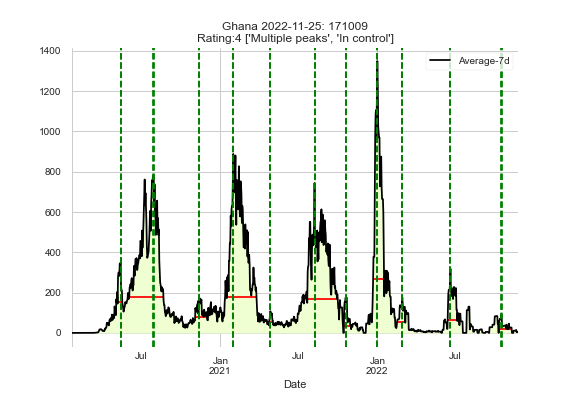 Ghana 2022-11-25: 171009
Rating:4 ['Multiple peaks', 'In control']
Average-7d
1400
1200
1000
800
600
400
200
0
Jul
Jan
2021
Jul
Jan
2022
Jul
Date